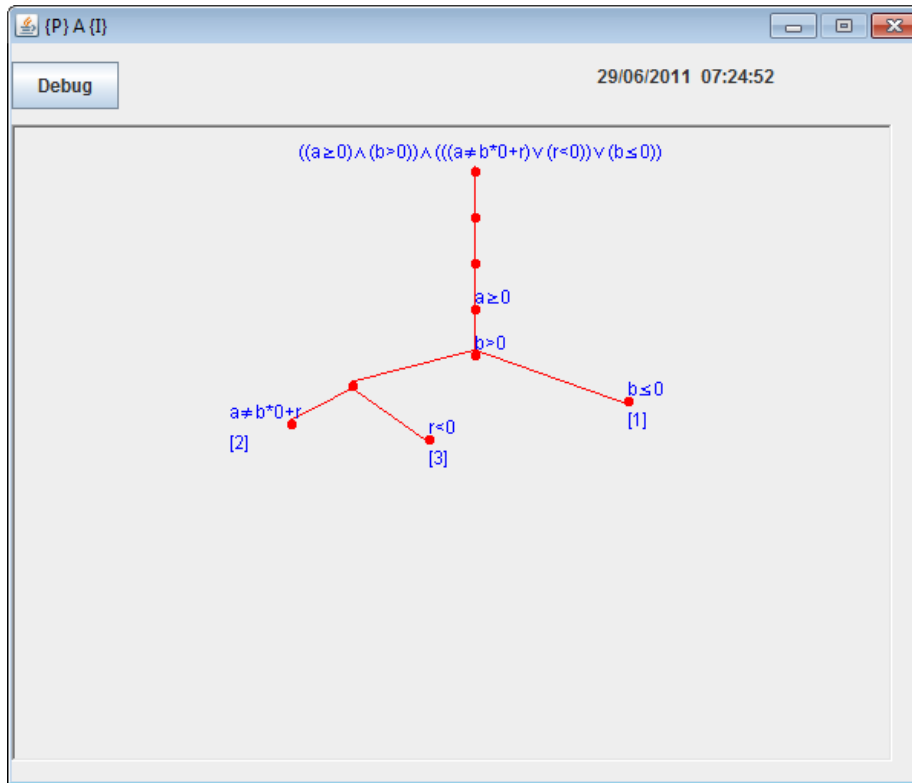 {P} A {I}
Debug
29/06/2011 07:24:52
((a≥0)∧(b>0))∧(((a≠b*0+r)∨(r<0))∨(b≤0))
a≥0
b>0
b≤0
[1]
a≠b*0+r
[2]
r<0
[3]